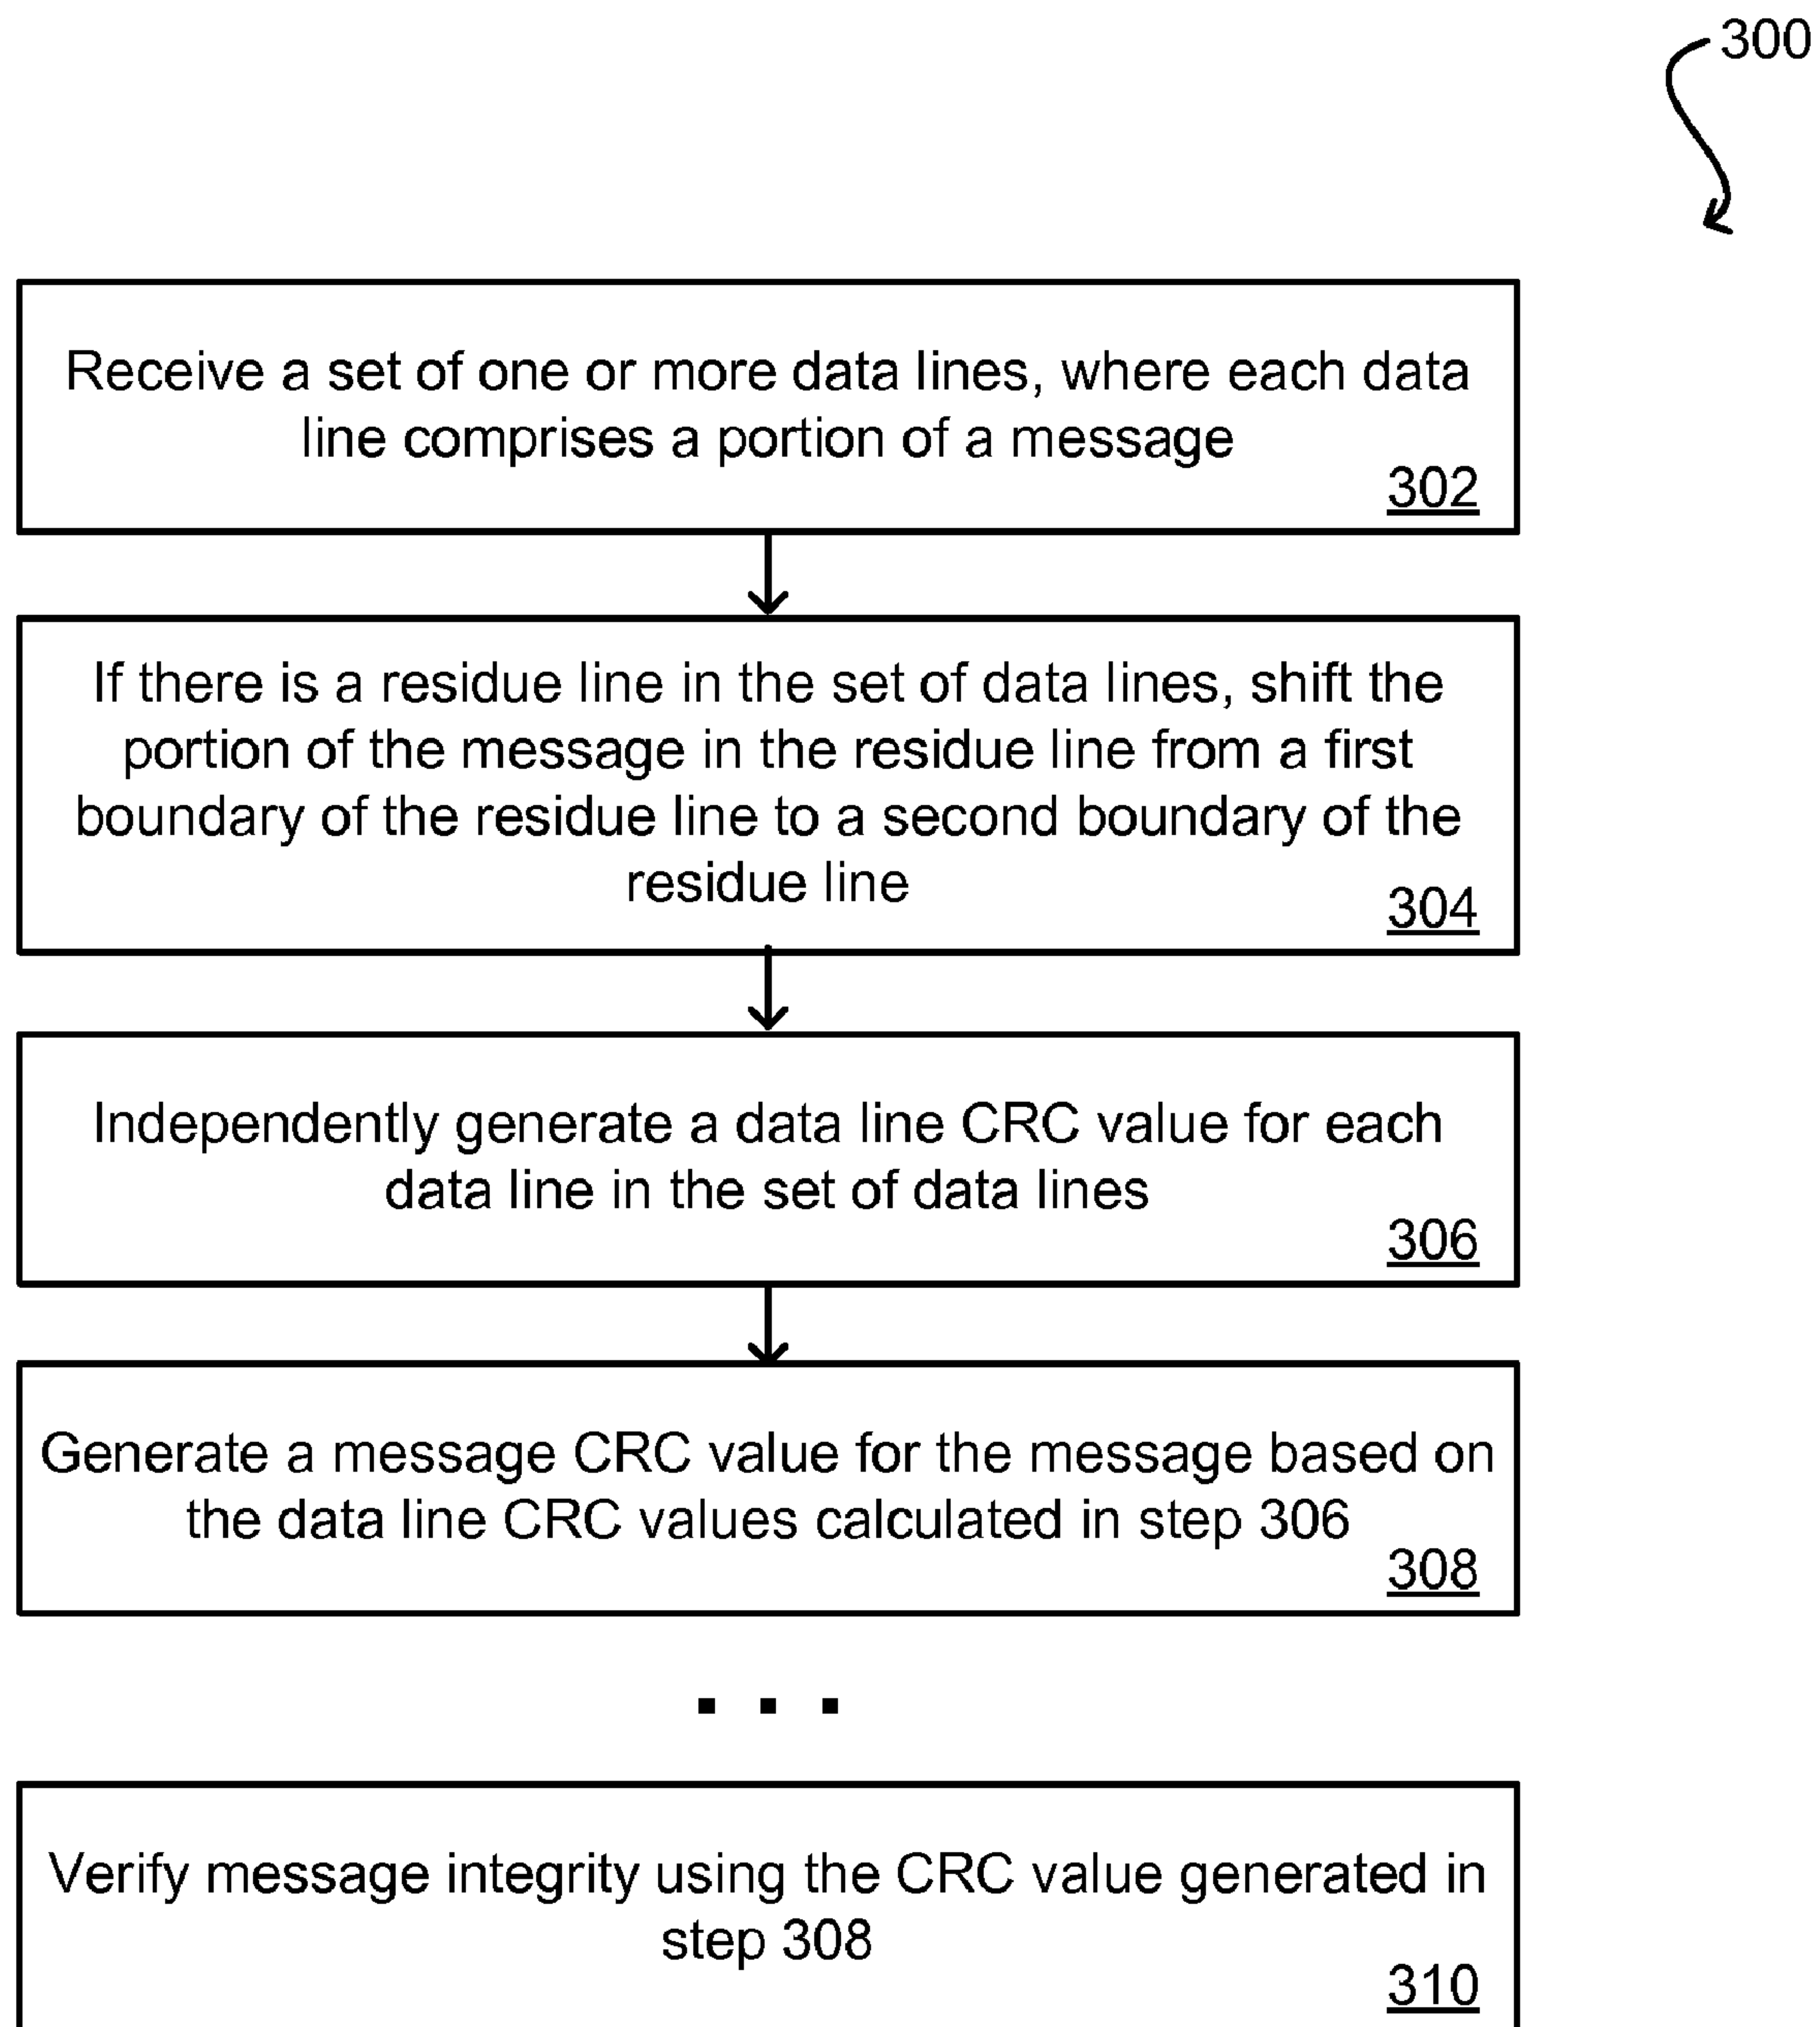 300
Receive a set of one or more data lines, where each data
line comprises a portion of a message
302
If there is a residue line in the set of data lines, shift the
portion of the message in the residue line from a first
boundary of the residue line to a second boundary of the
residue line
304
Independently generate a data line CRC value for each
data line in the set of data lines
306
Generate a message CRC value for the message based on
the data line CRC values calculated in step 306
308
. . .
Verify message integrity using the CRC value generated in
step 308
310